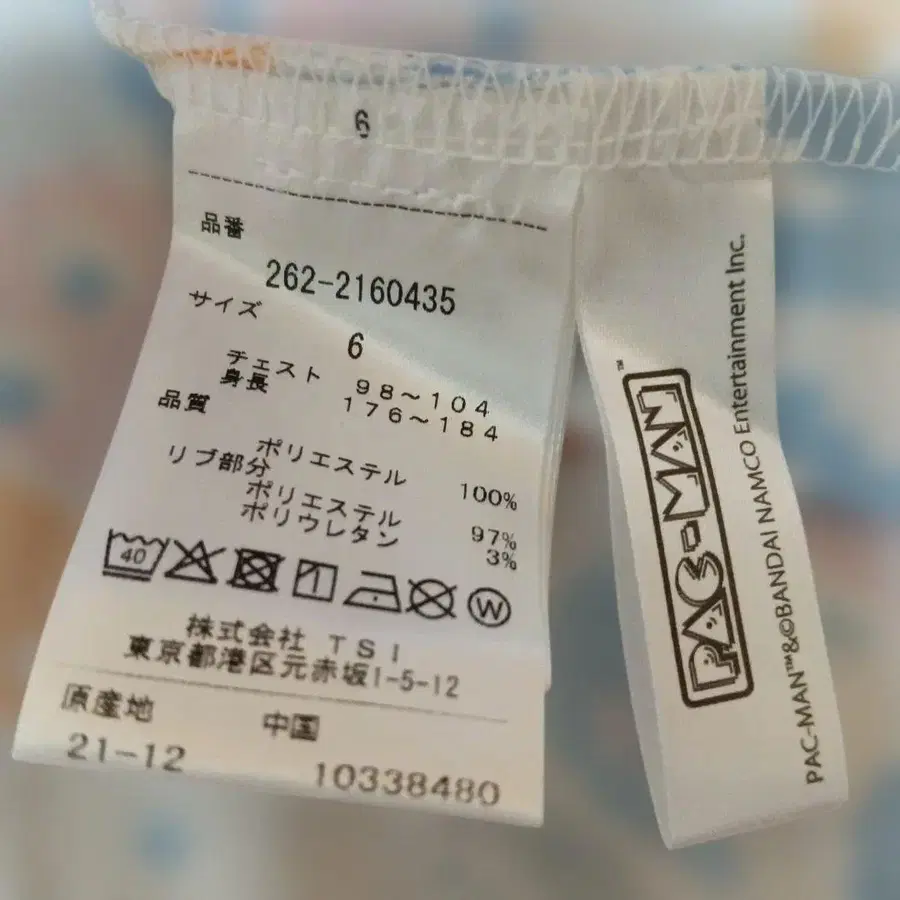 6
品番
262-2160435
サイズ
6
チェスト 98～104
身長 176～184
品質
ポリエステル 100%
リブ部分
ポリエステル 97%
ポリウレタン 3%
40
W
株式会社 TSI
東京都港区元赤坂1-5-12
原産地 中国
21-12 10338480
PAC-MAN™
PAC-MAN™&©BANDAI NAMCO Entertainment Inc.